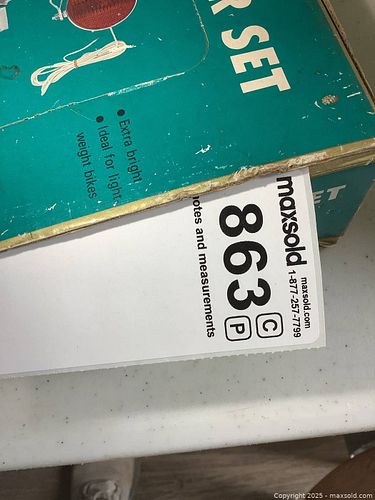 R SET
• Extra bright
• Ideal for light-
weight bikes
ET
maxsold
maxsold.com
1-877-257-7799
863
C
P
notes and measurements
Copyright © 2025 - maxsold.com